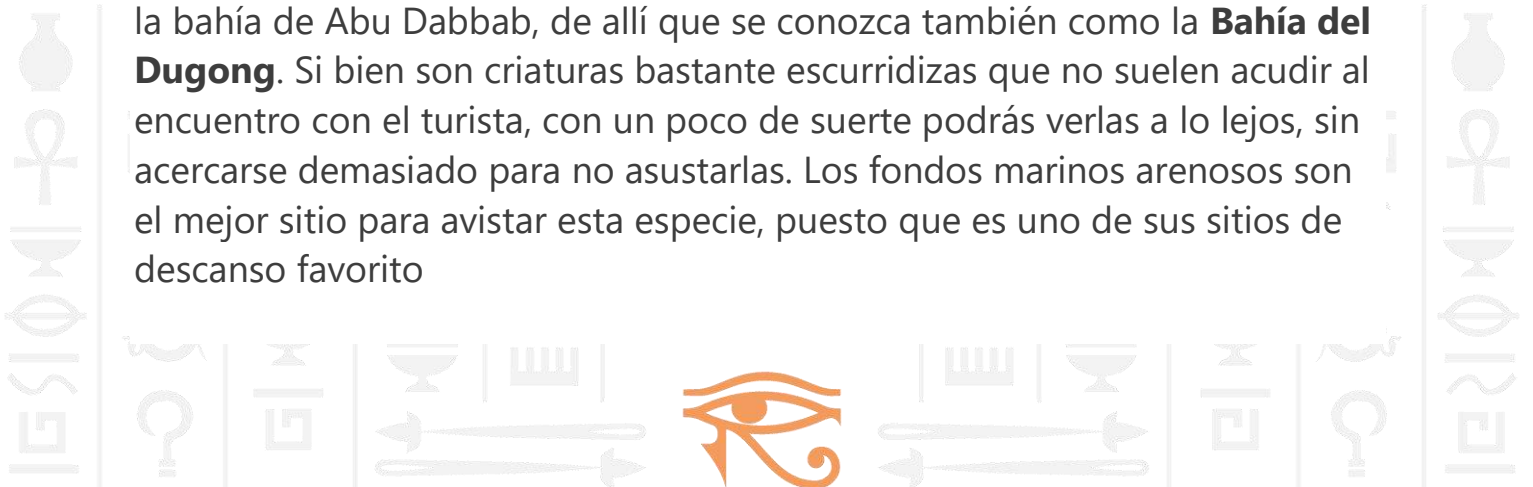 la bahía de Abu Dabbab, de allí que se conozca también como la Bahía del
Dugong. Si bien son criaturas bastante escurridizas que no suelen acudir al
encuentro con el turista, con un poco de suerte podrás verlas a lo lejos, sin
acercarse demasiado para no asustarlas. Los fondos marinos arenosos son
el mejor sitio para avistar esta especie, puesto que es uno de sus sitios de
descanso favorito